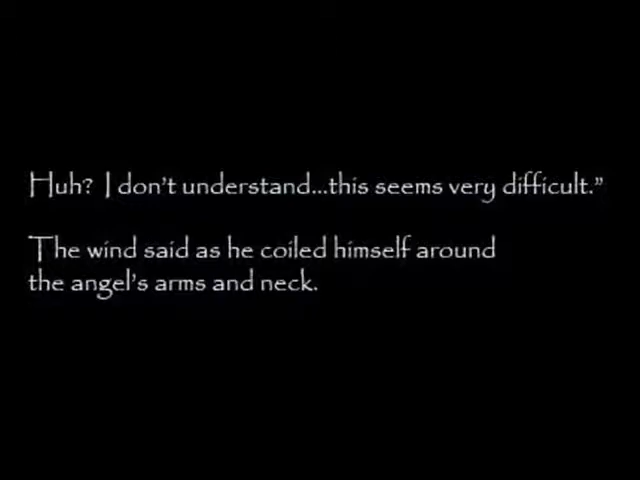 Huh? I don't understand...this seems very difficult.”
The wind said as he coiled himself around
the angel's arms and neck.